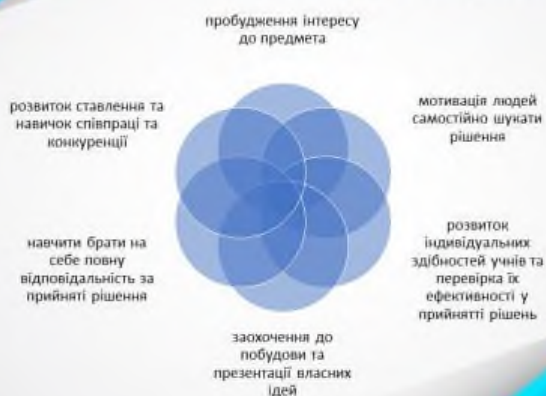 пробудження інтересу
до предмета
мотивація людей
самостійно шукати
рішення
розвиток
індивідуальних
здібностей учнів та
перевірка їх
ефективності у
прийнятті рішень
заохочення до
побудови та
презентації власних
ідей
навчити брати на
себе повну
відповідальність за
прийняті рішення
розвиток ставлення та
навичок співпраці та
конкуренції